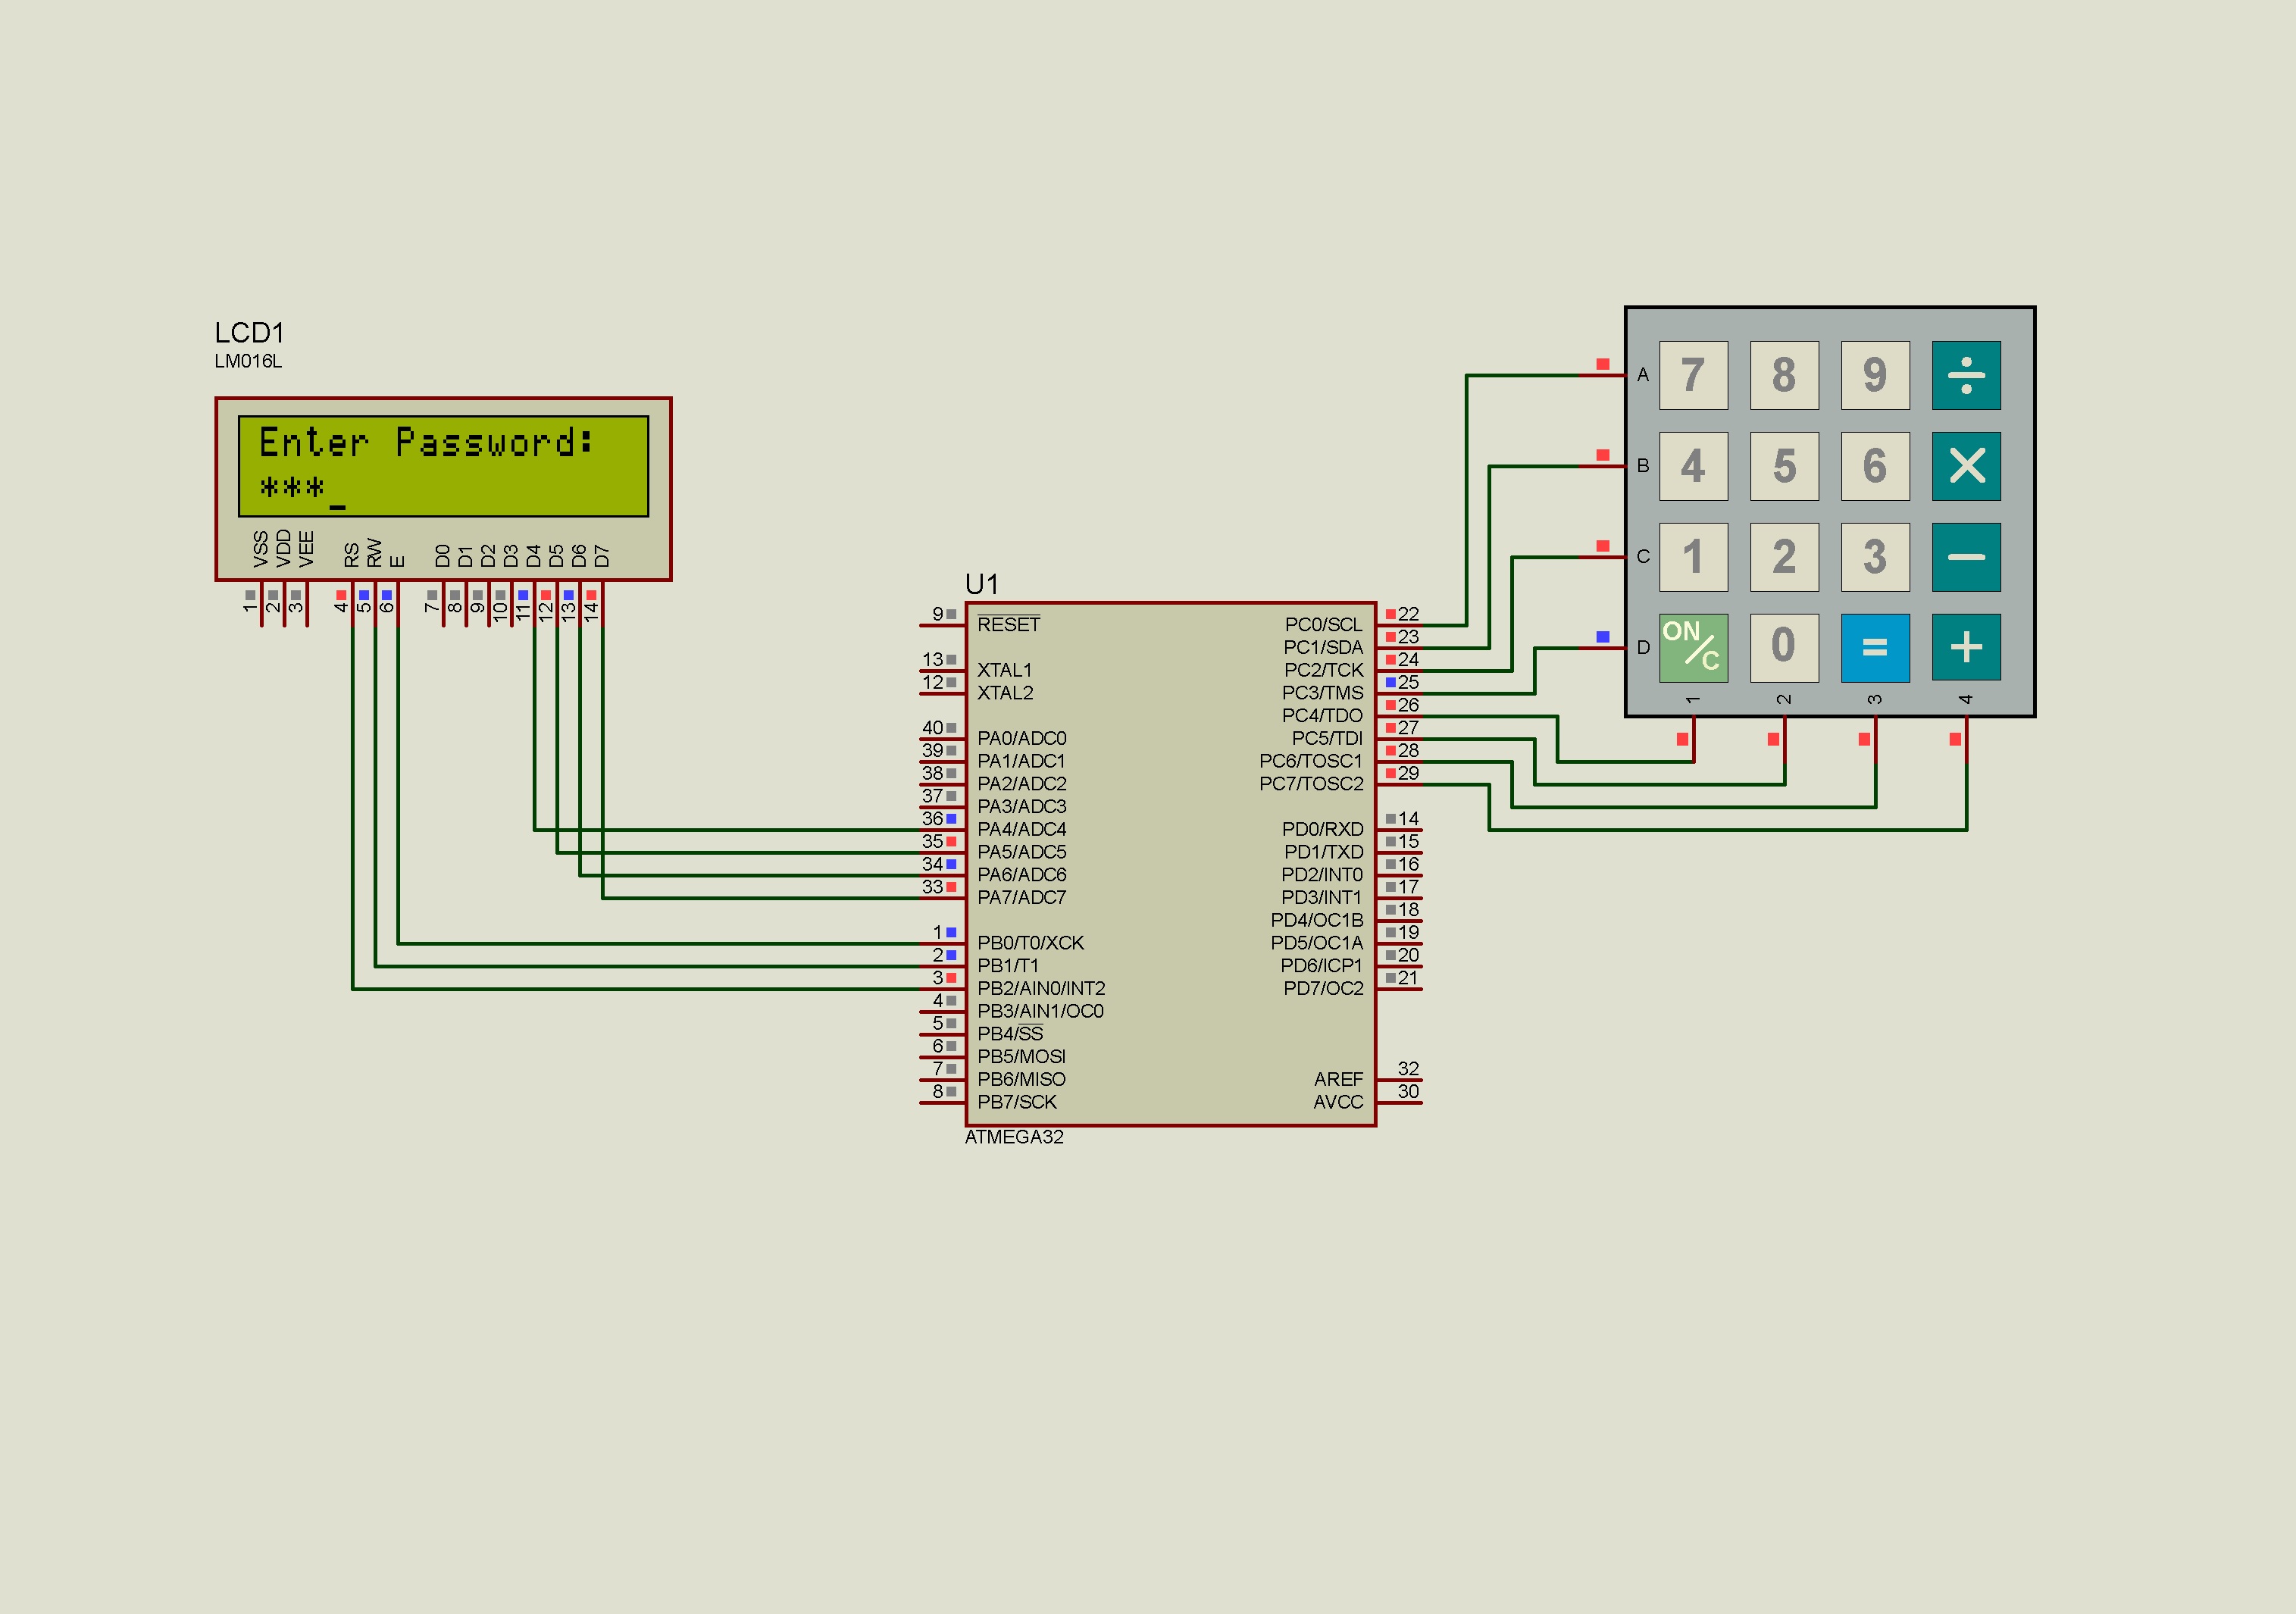 LCD1
LM016L
Enter Password:
***_
VSS
VDD
VEE
RS
RW
E
D0
D1
D2
D3
D4
D5
D6
D7
1
2
3
4
5
6
7
8
9
10
11
12
13
14
U1
9 RESET
13 XTAL1
12 XTAL2
40 PA0/ADC0
39 PA1/ADC1
38 PA2/ADC2
37 PA3/ADC3
36 PA4/ADC4
35 PA5/ADC5
34 PA6/ADC6
33 PA7/ADC7
1 PB0/T0/XCK
2 PB1/T1
3 PB2/AIN0/INT2
4 PB3/AIN1/OC0
5 PB4/SS
6 PB5/MOSI
7 PB6/MISO
8 PB7/SCK
PC0/SCL 22
PC1/SDA 23
PC2/TCK 24
PC3/TMS 25
PC4/TDO 26
PC5/TDI 27
PC6/TOSC1 28
PC7/TOSC2 29
PD0/RXD 14
PD1/TXD 15
PD2/INT0 16
PD3/INT1 17
PD4/OC1B 18
PD5/OC1A 19
PD6/ICP1 20
PD7/OC2 21
AREF 32
AVCC 30
ATMEGA32
A 7 8 9 ÷
B 4 5 6 ×
C 1 2 3 −
D ON/C 0 = +
1 2 3 4